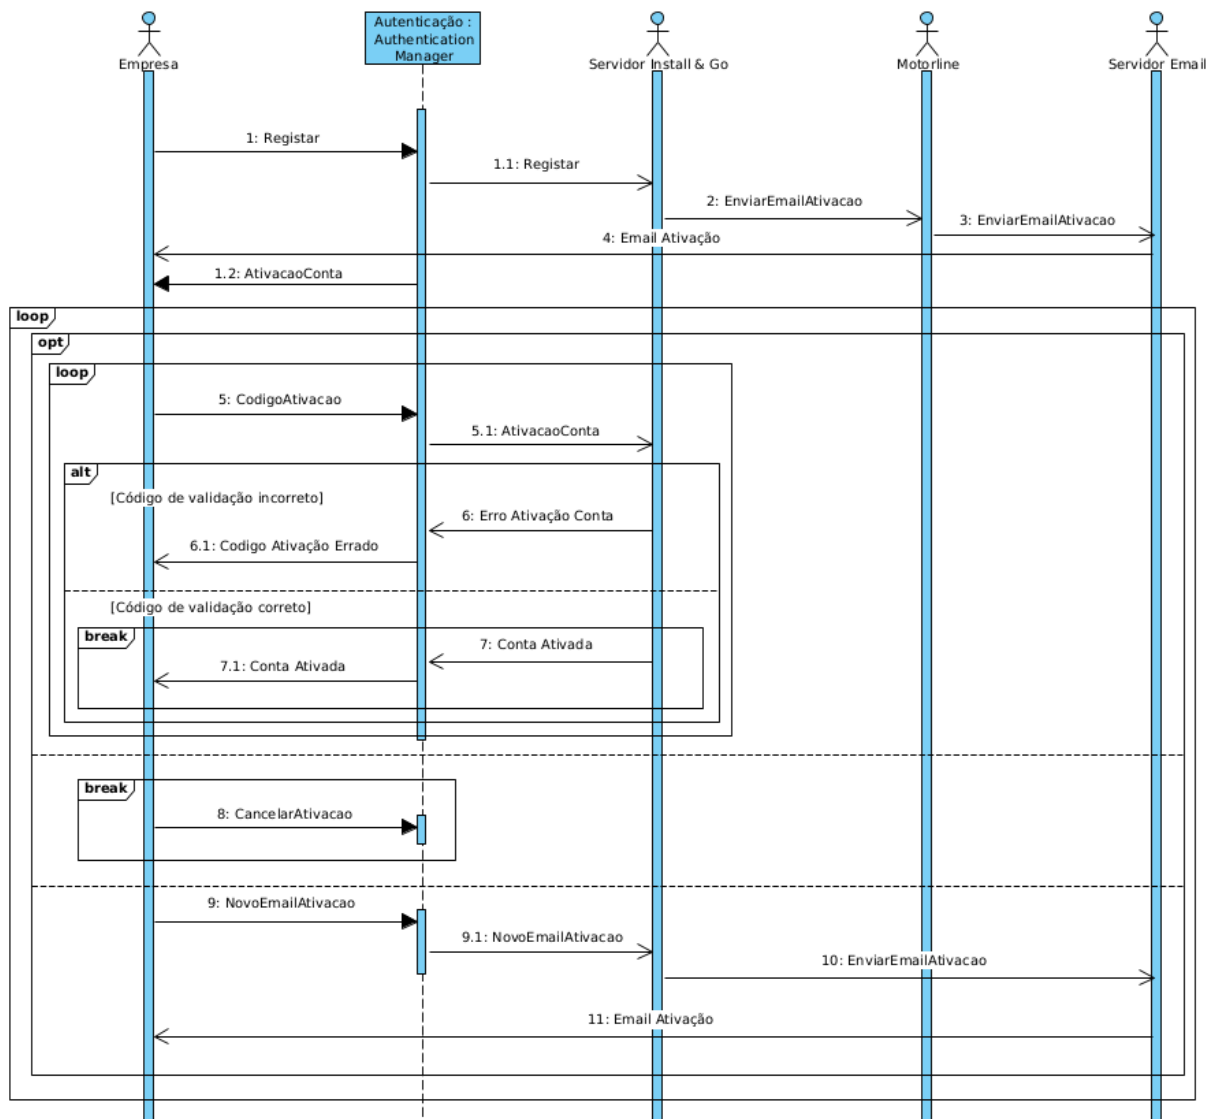 Empresa
Autenticação :
Authentication
Manager
Servidor Install & Go
Motorline
Servidor Email
1: Registar
1.1: Registar
2: EnviarEmailAtivacao
3: EnviarEmailAtivacao
4: Email Ativação
1.2: AtivacaoConta
loop
opt
loop
5: CodigoAtivacao
5.1: AtivacaoConta
alt
[Código de validação incorreto]
6: Erro Ativação Conta
6.1: Codigo Ativação Errado
[Código de validação correto]
break
7: Conta Ativada
7.1: Conta Ativada
break
8: CancelarAtivacao
9: NovoEmailAtivacao
9.1: NovoEmailAtivacao
10: EnviarEmailAtivacao
11: Email Ativação